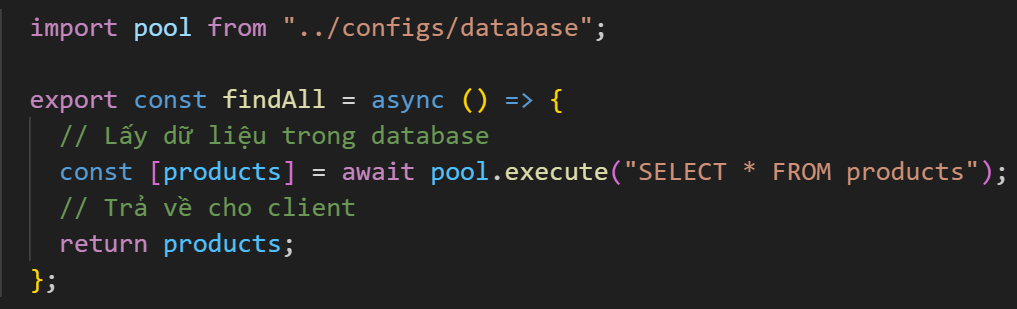 import pool from "../configs/database";
export const findAll = async () => {
// Lấy dữ liệu trong database
const [products] = await pool.execute("SELECT * FROM products");
// Trả về cho client
return products;
};